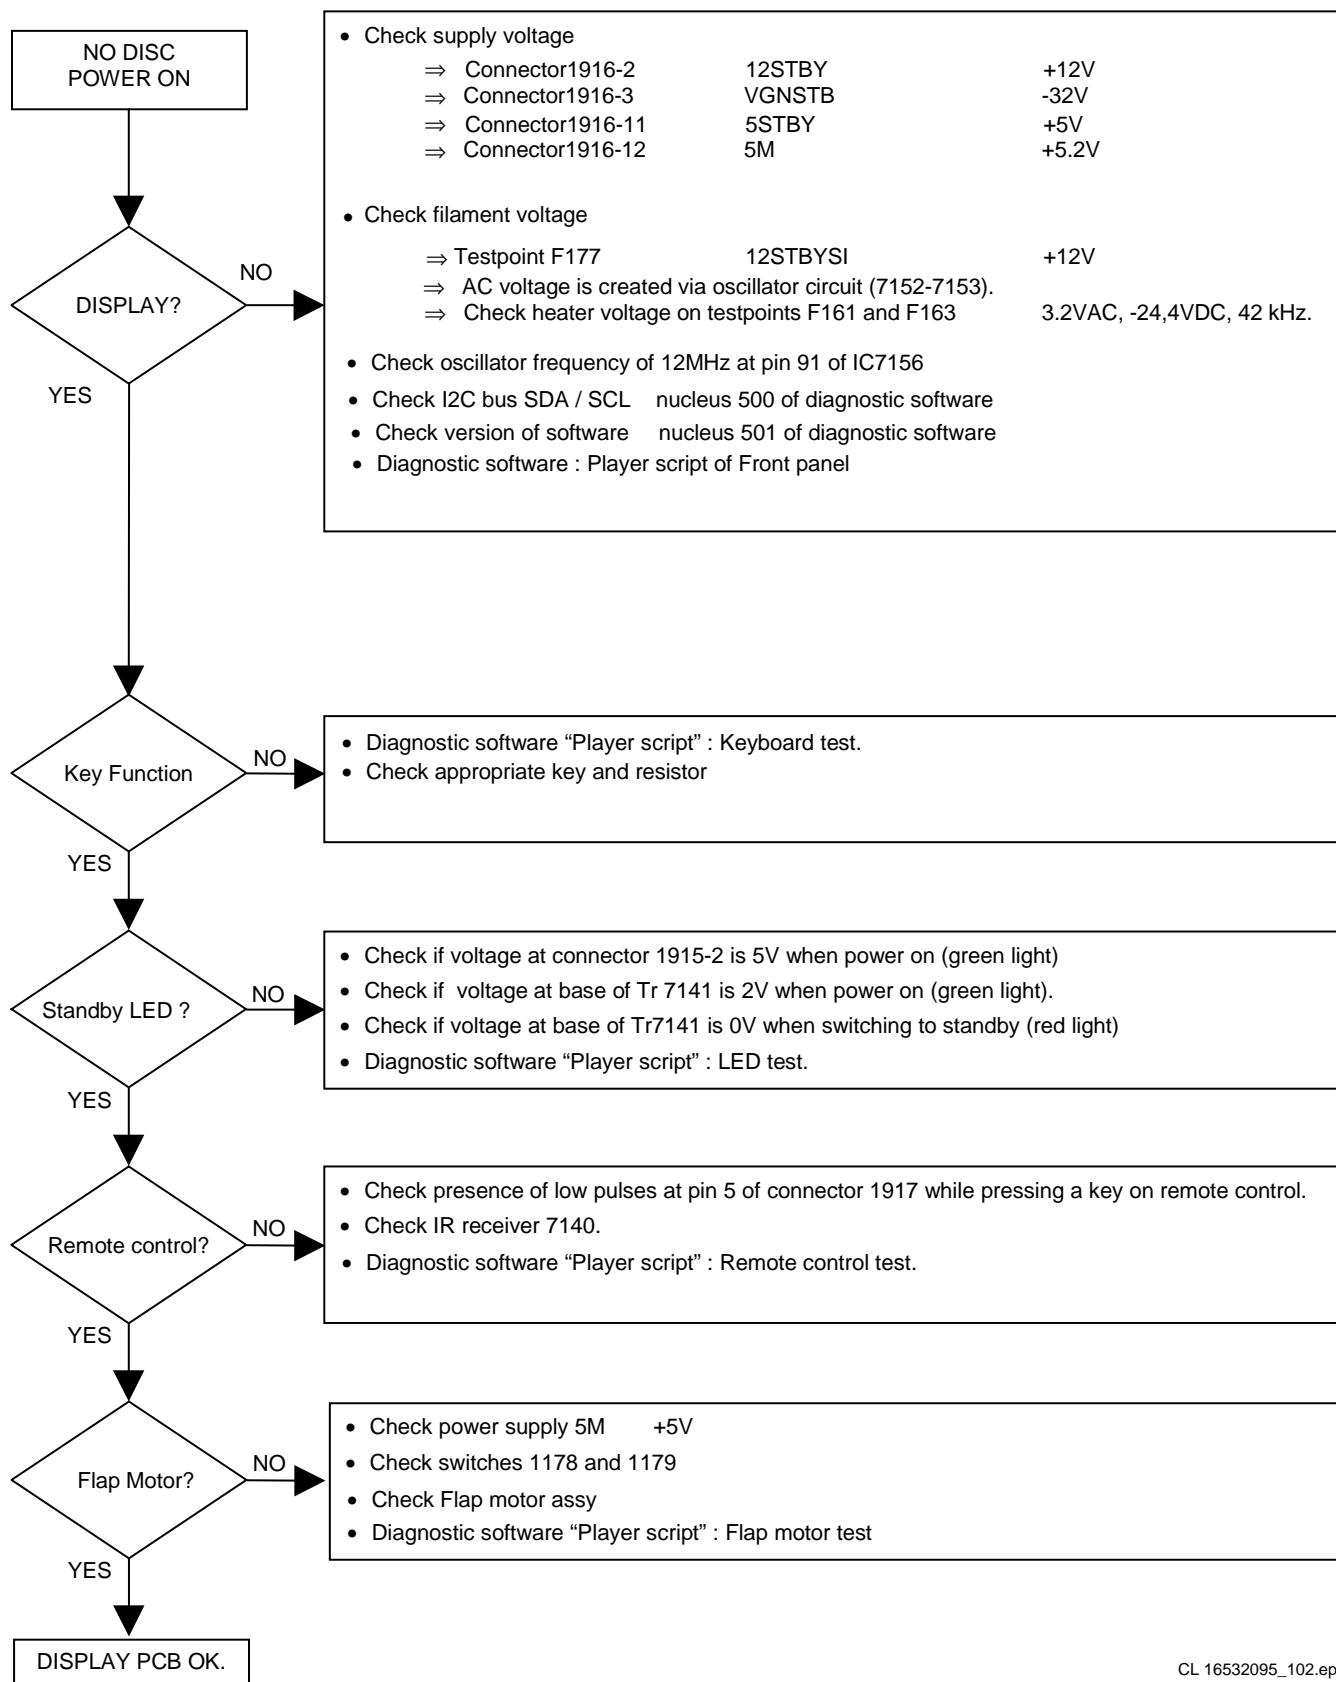 NO DISC
POWER ON
• Check supply voltage
⇒ Connector1916-2 12STBY +12V
⇒ Connector1916-3 VGNSTB -32V
⇒ Connector1916-11 5STBY +5V
⇒ Connector1916-12 5M +5.2V
• Check filament voltage
⇒ Testpoint F177 12STBYSI +12V
⇒ AC voltage is created via oscillator circuit (7152-7153).
⇒ Check heater voltage on testpoints F161 and F163 3.2VAC, -24,4VDC, 42 kHz.
• Check oscillator frequency of 12MHz at pin 91 of IC7156
• Check I2C bus SDA / SCL nucleus 500 of diagnostic software
• Check version of software nucleus 501 of diagnostic software
• Diagnostic software : Player script of Front panel
DISPLAY?
NO
YES
Key Function
NO
• Diagnostic software “Player script” : Keyboard test.
• Check appropriate key and resistor
YES
Standby LED ?
NO
• Check if voltage at connector 1915-2 is 5V when power on (green light)
• Check if voltage at base of Tr 7141 is 2V when power on (green light).
• Check if voltage at base of Tr7141 is 0V when switching to standby (red light)
• Diagnostic software “Player script” : LED test.
YES
Remote control?
NO
• Check presence of low pulses at pin 5 of connector 1917 while pressing a key on remote control.
• Check IR receiver 7140.
• Diagnostic software “Player script” : Remote control test.
YES
Flap Motor?
NO
• Check power supply 5M +5V
• Check switches 1178 and 1179
• Check Flap motor assy
• Diagnostic software “Player script” : Flap motor test
YES
DISPLAY PCB OK.
CL 16532095_102.ep